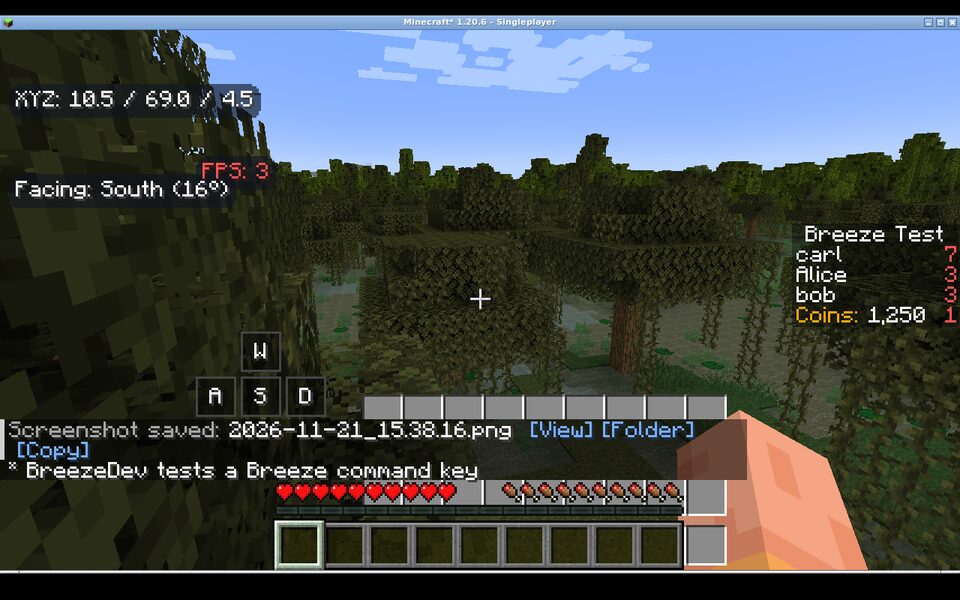 Minecraft* 1.20.6 - Singleplayer
XYZ: 10.5 / 69.0 / 4.5
FPS: 3
Facing: South (16°)
Breeze Test
carl 7
Alice 3
bob 3
Coins: 1,250 1
W
A S D
Screenshot saved: 2026-11-21_15.38.16.png [View] [Folder]
[Copy]
* BreezeDev tests a Breeze command key